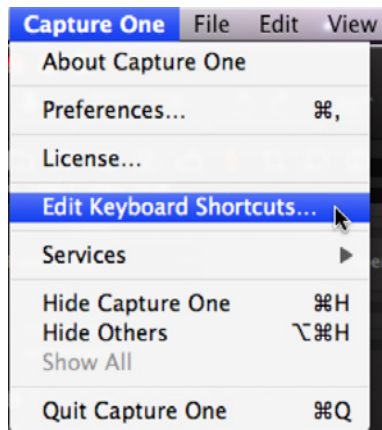 Capture One File Edit View
About Capture One
Preferences... ⌘,
License...
Edit Keyboard Shortcuts...
Services
Hide Capture One ⌘H
Hide Others ⌥⌘H
Show All
Quit Capture One ⌘Q